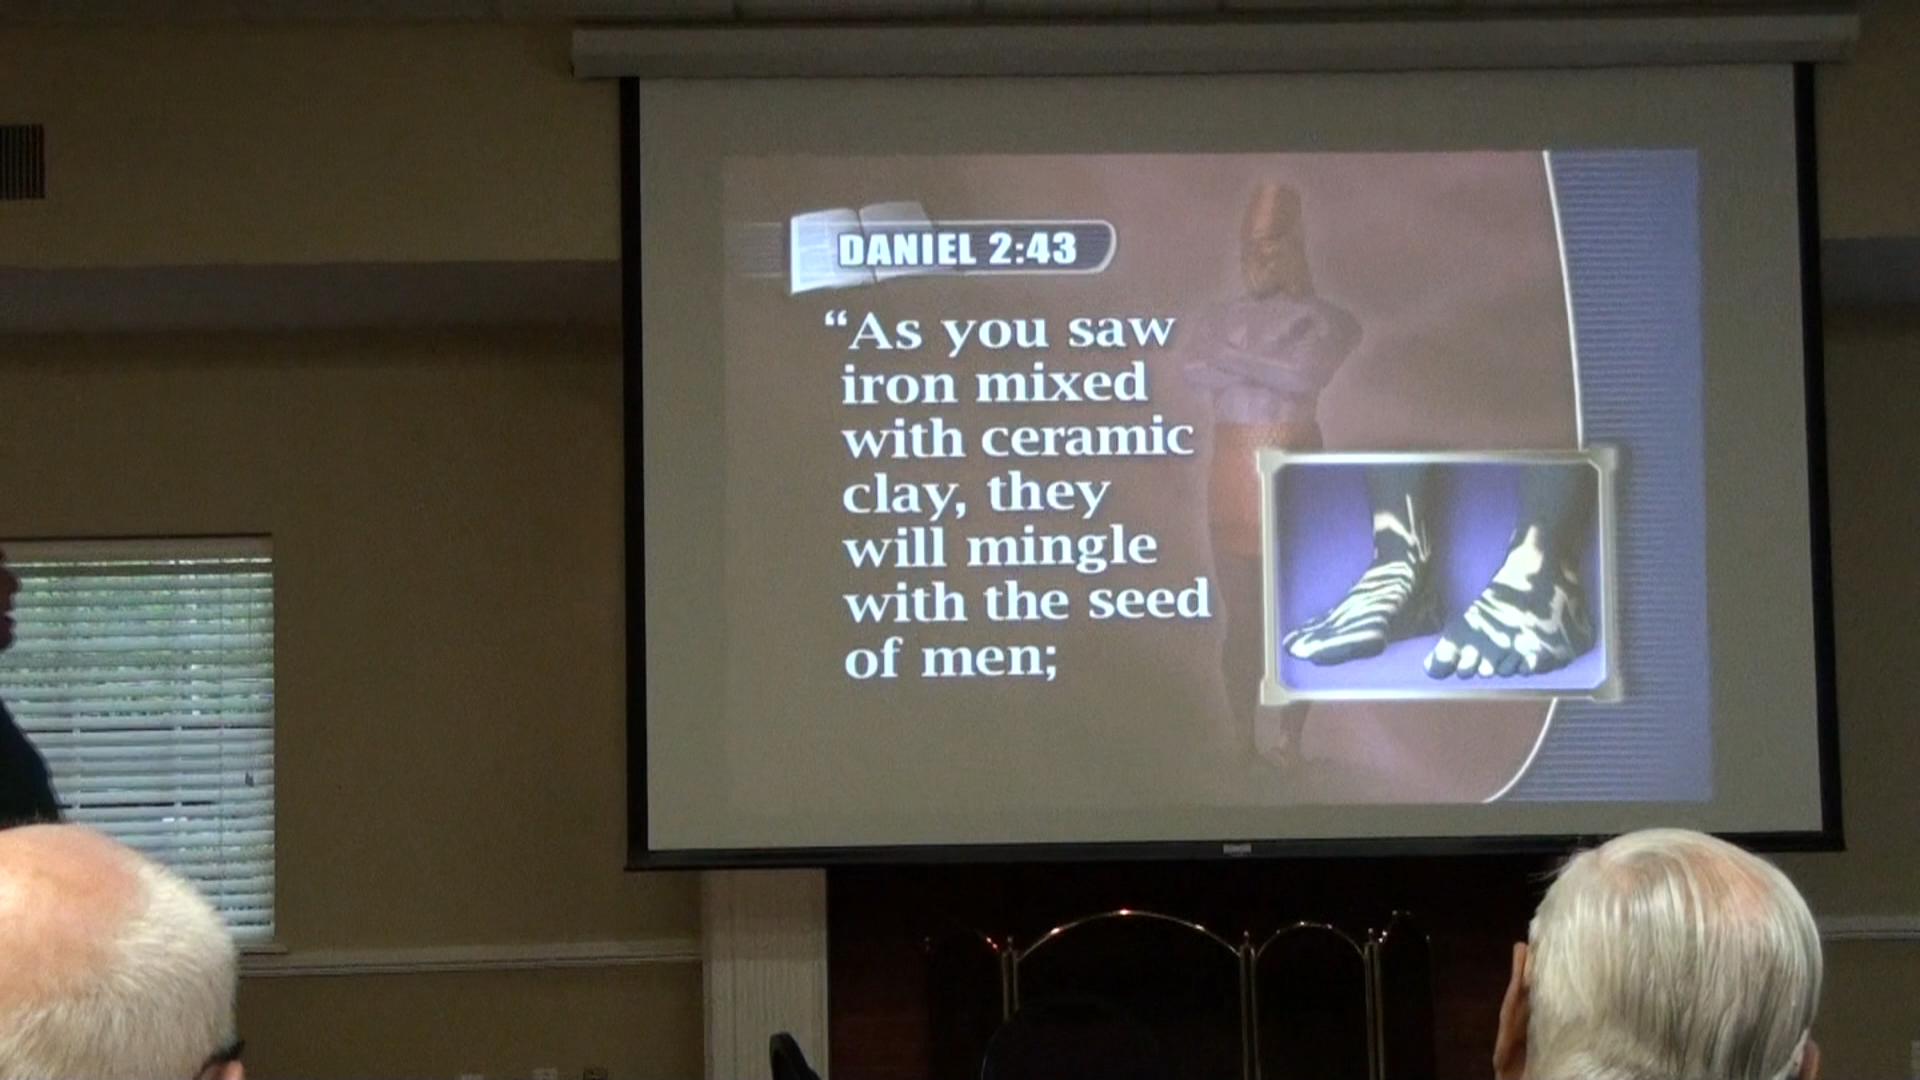 DANIEL 2:43
“As you saw
iron mixed
with ceramic
clay, they
will mingle
with the seed
of men;